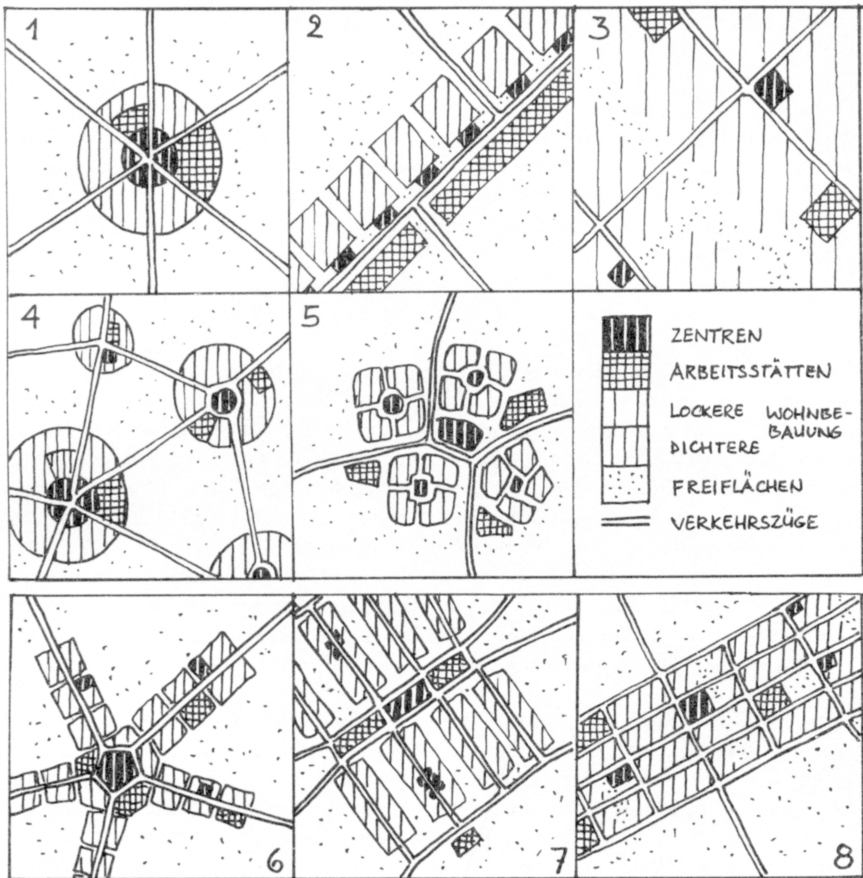 1
2
3
4
5
ZENTREN
ARBEITSSTÄTTEN
LOCKERE WOHNBE-
BAUUNG
DICHTERE
FREIFLÄCHEN
VERKEHRSZÜGE
6
7
8